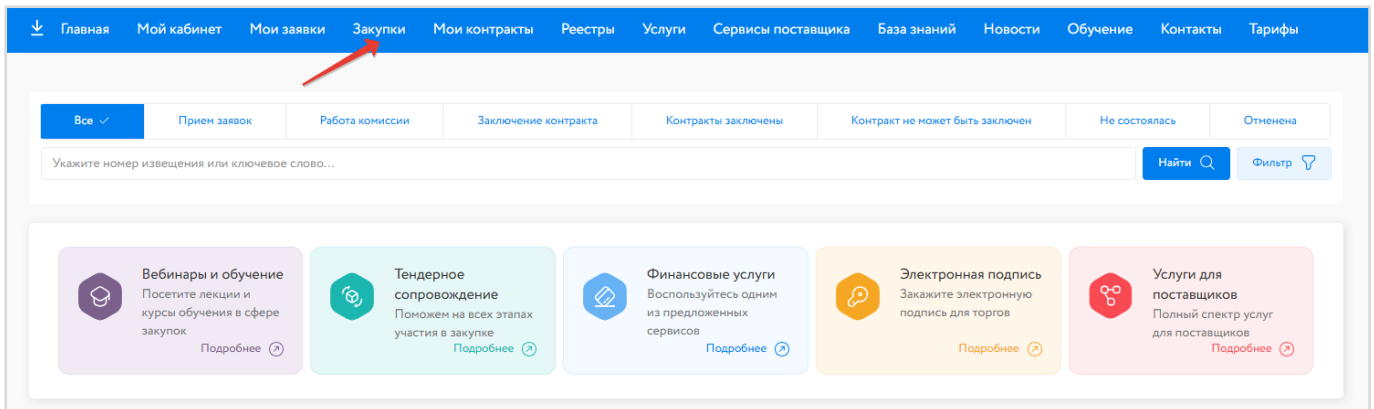 Главная Мой кабинет Мои заявки Закупки Мои контракты Реестры Услуги Сервисы поставщика База знаний Новости Обучение Контакты Тарифы
Все Прием заявок Работа комиссии Заключение контракта Контракты заключены Контракт не может быть заключен Не состоялась Отменена
Укажите номер извещения или ключевое слово...
Найти
Фильтр
Вебинары и обучение
Посетите лекции и
курсы обучения в сфере
закупок
Подробнее
Тендерное
сопровождение
Поможем на всех этапах
участия в закупке
Подробнее
Финансовые услуги
Воспользуйтесь одним
из предложенных
сервисов
Подробнее
Электронная подпись
Закажите электронную
подпись для торгов
Подробнее
Услуги для
поставщиков
Полный спектр услуг
для поставщиков
Подробнее